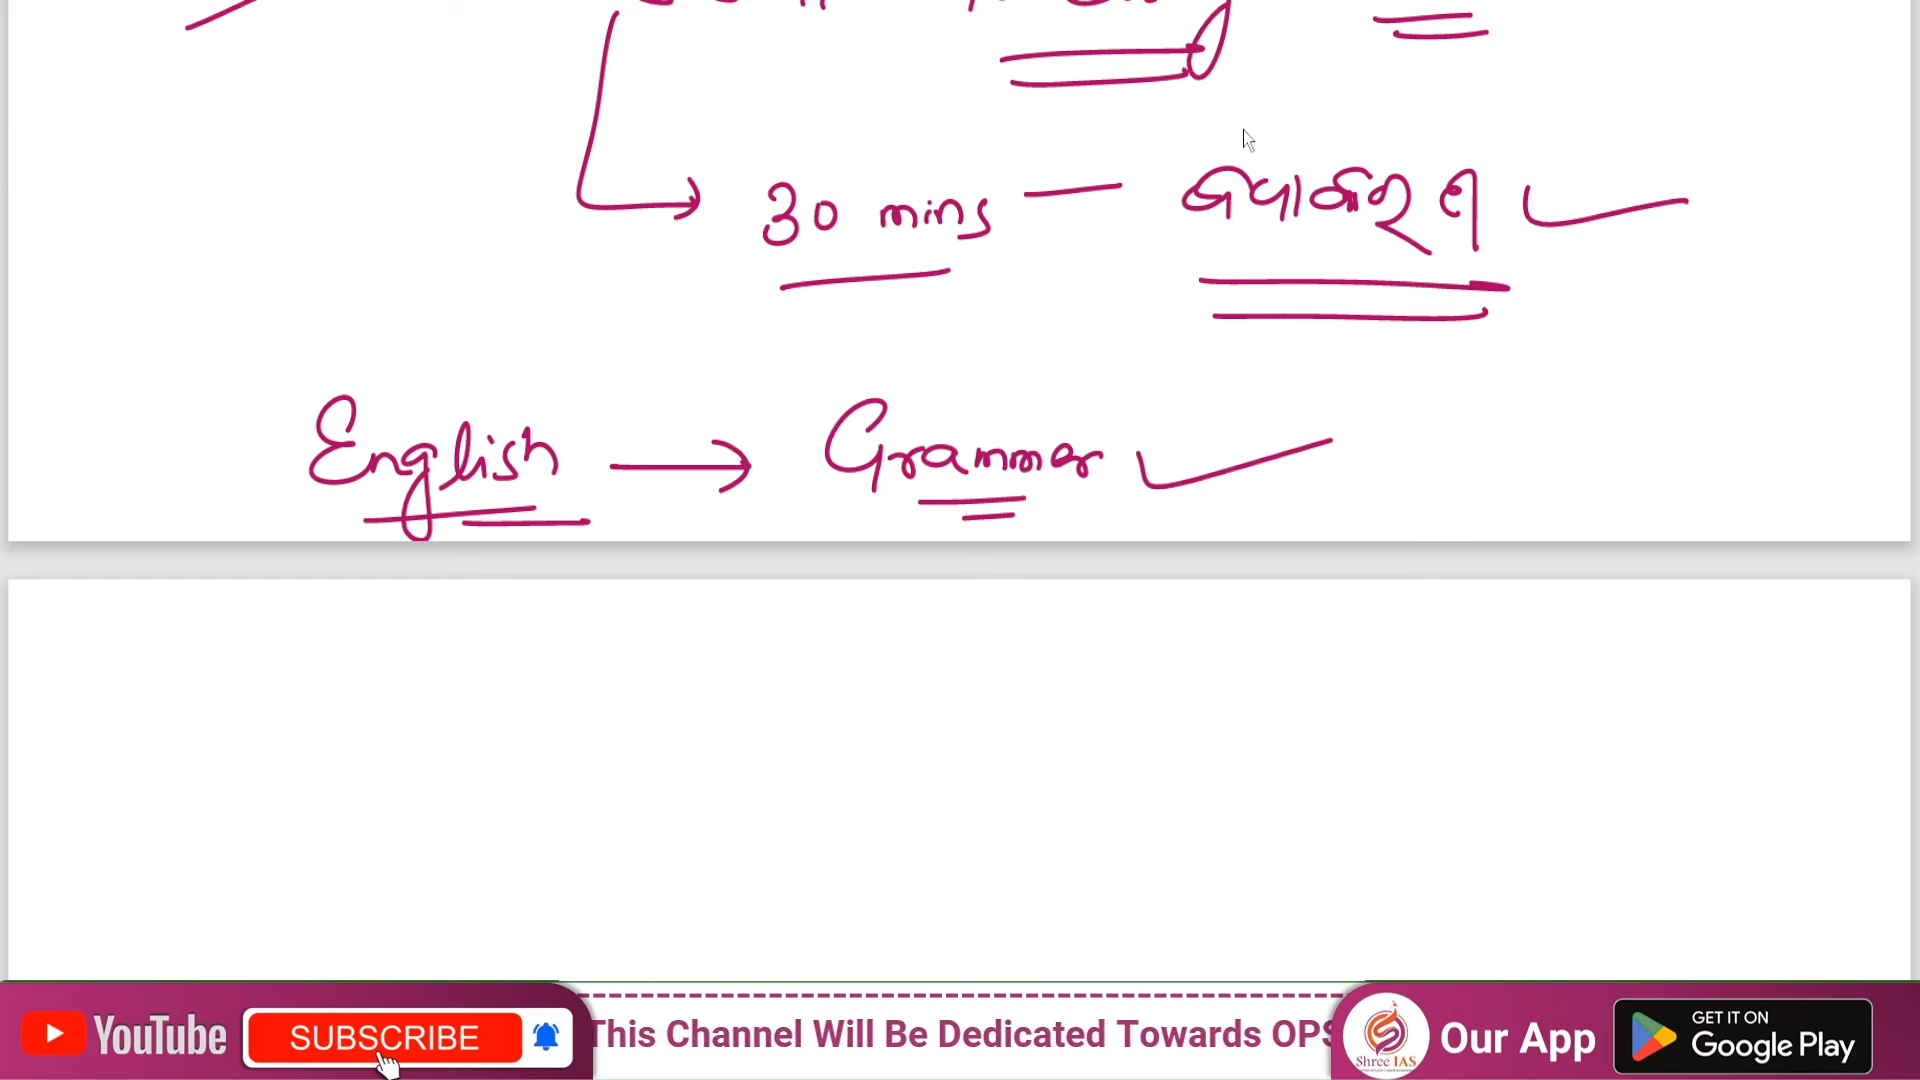 30 mins — ବ୍ୟାକରଣ
English → Grammer
YouTube
SUBSCRIBE
This Channel Will Be Dedicated Towards OPS
Shree IAS
Our App
GET IT ON
Google Play